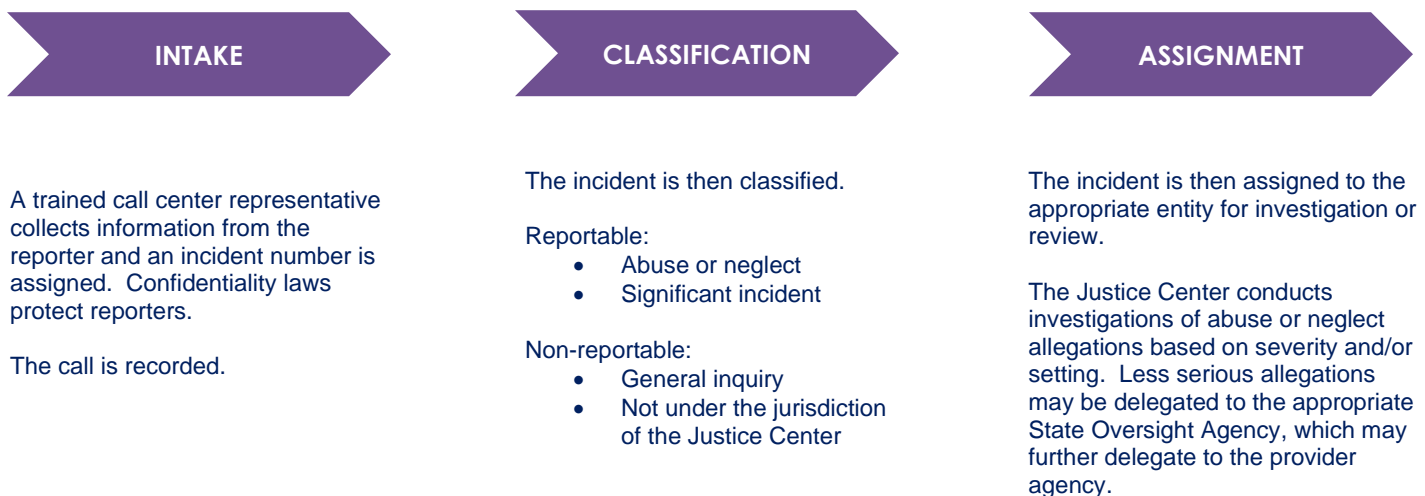 INTAKE
A trained call center representative
collects information from the
reporter and an incident number is
assigned.  Confidentiality laws
protect reporters.
The call is recorded.
CLASSIFICATION
The incident is then classified.
Reportable:
• Abuse or neglect
• Significant incident
Non-reportable:
• General inquiry
• Not under the jurisdiction
of the Justice Center
ASSIGNMENT
The incident is then assigned to the
appropriate entity for investigation or
review.
The Justice Center conducts
investigations of abuse or neglect
allegations based on severity and/or
setting.  Less serious allegations
may be delegated to the appropriate
State Oversight Agency, which may
further delegate to the provider
agency.